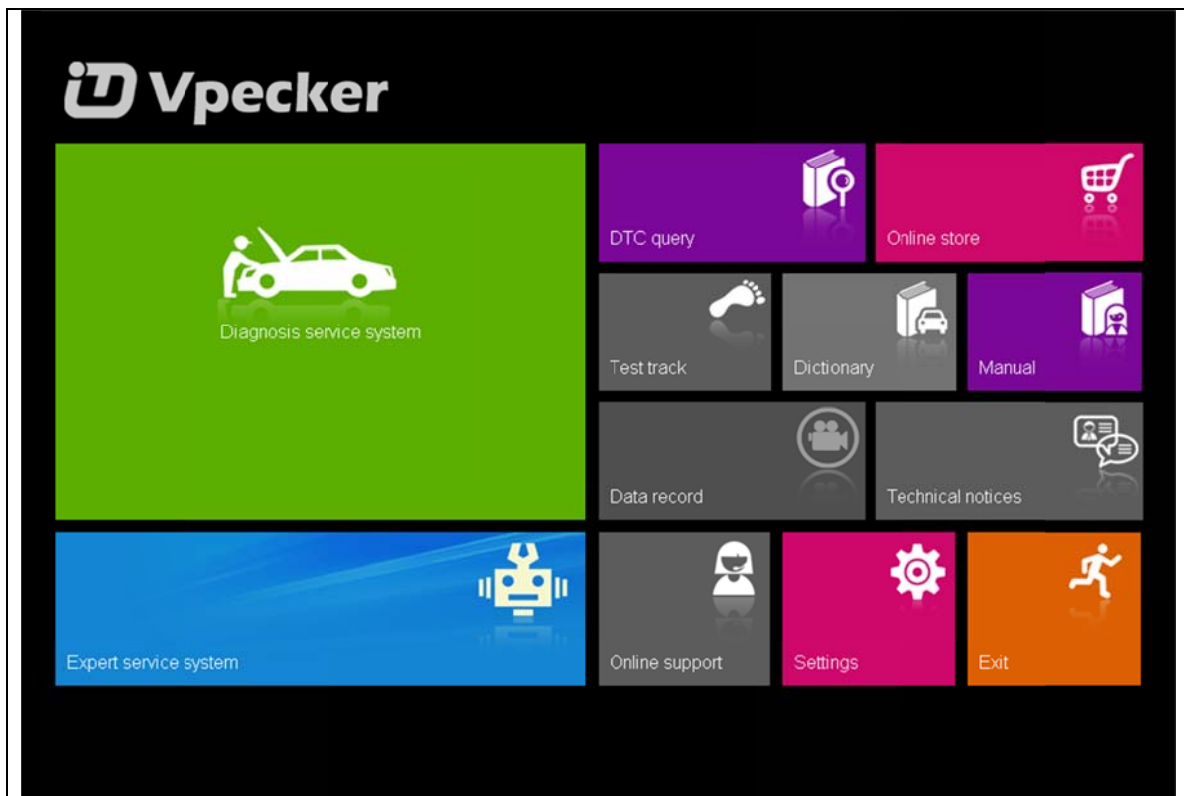 Vpecker
Diagnosis service system
DTC query
Online store
Test track
Dictionary
Manual
Data record
Technical notices
Expert service system
Online support
Settings
Exit